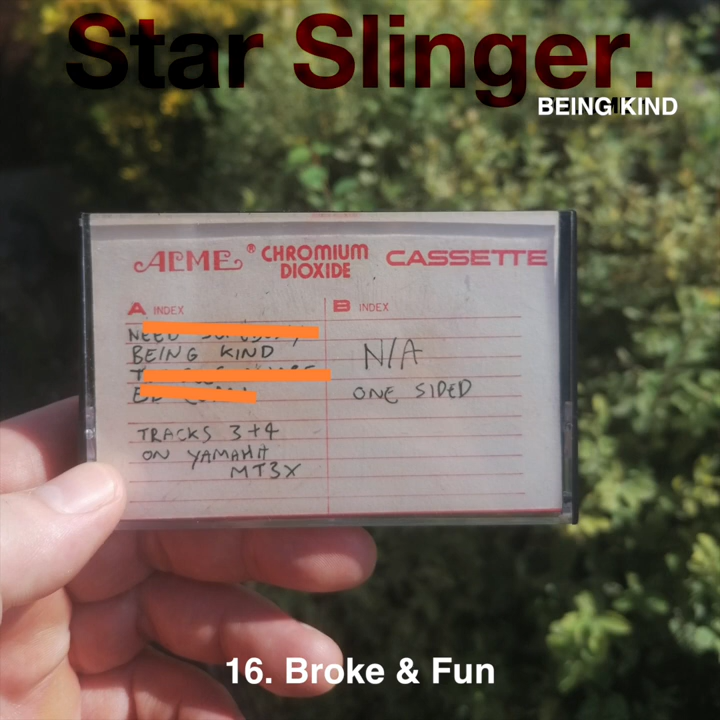 Star Slinger.
BEING KIND
ACME® CHROMIUM DIOXIDE CASSETTE
A INDEX
B INDEX
NEED
BEING KIND
TRACKS 3+4
ON YAMAHA
MT3X
N/A
ONE SIDED
16. Broke & Fun